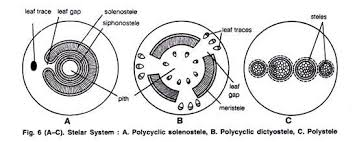 leaf trace
leaf gap
solenostele
siphonostele
pith
A
leaf traces
leaf gap
meristele
B
steles
C
Fig. 6 (A–C). Stelar System : A. Polycyclic solenostele, B. Polycyclic dictyostele, C. Polystele